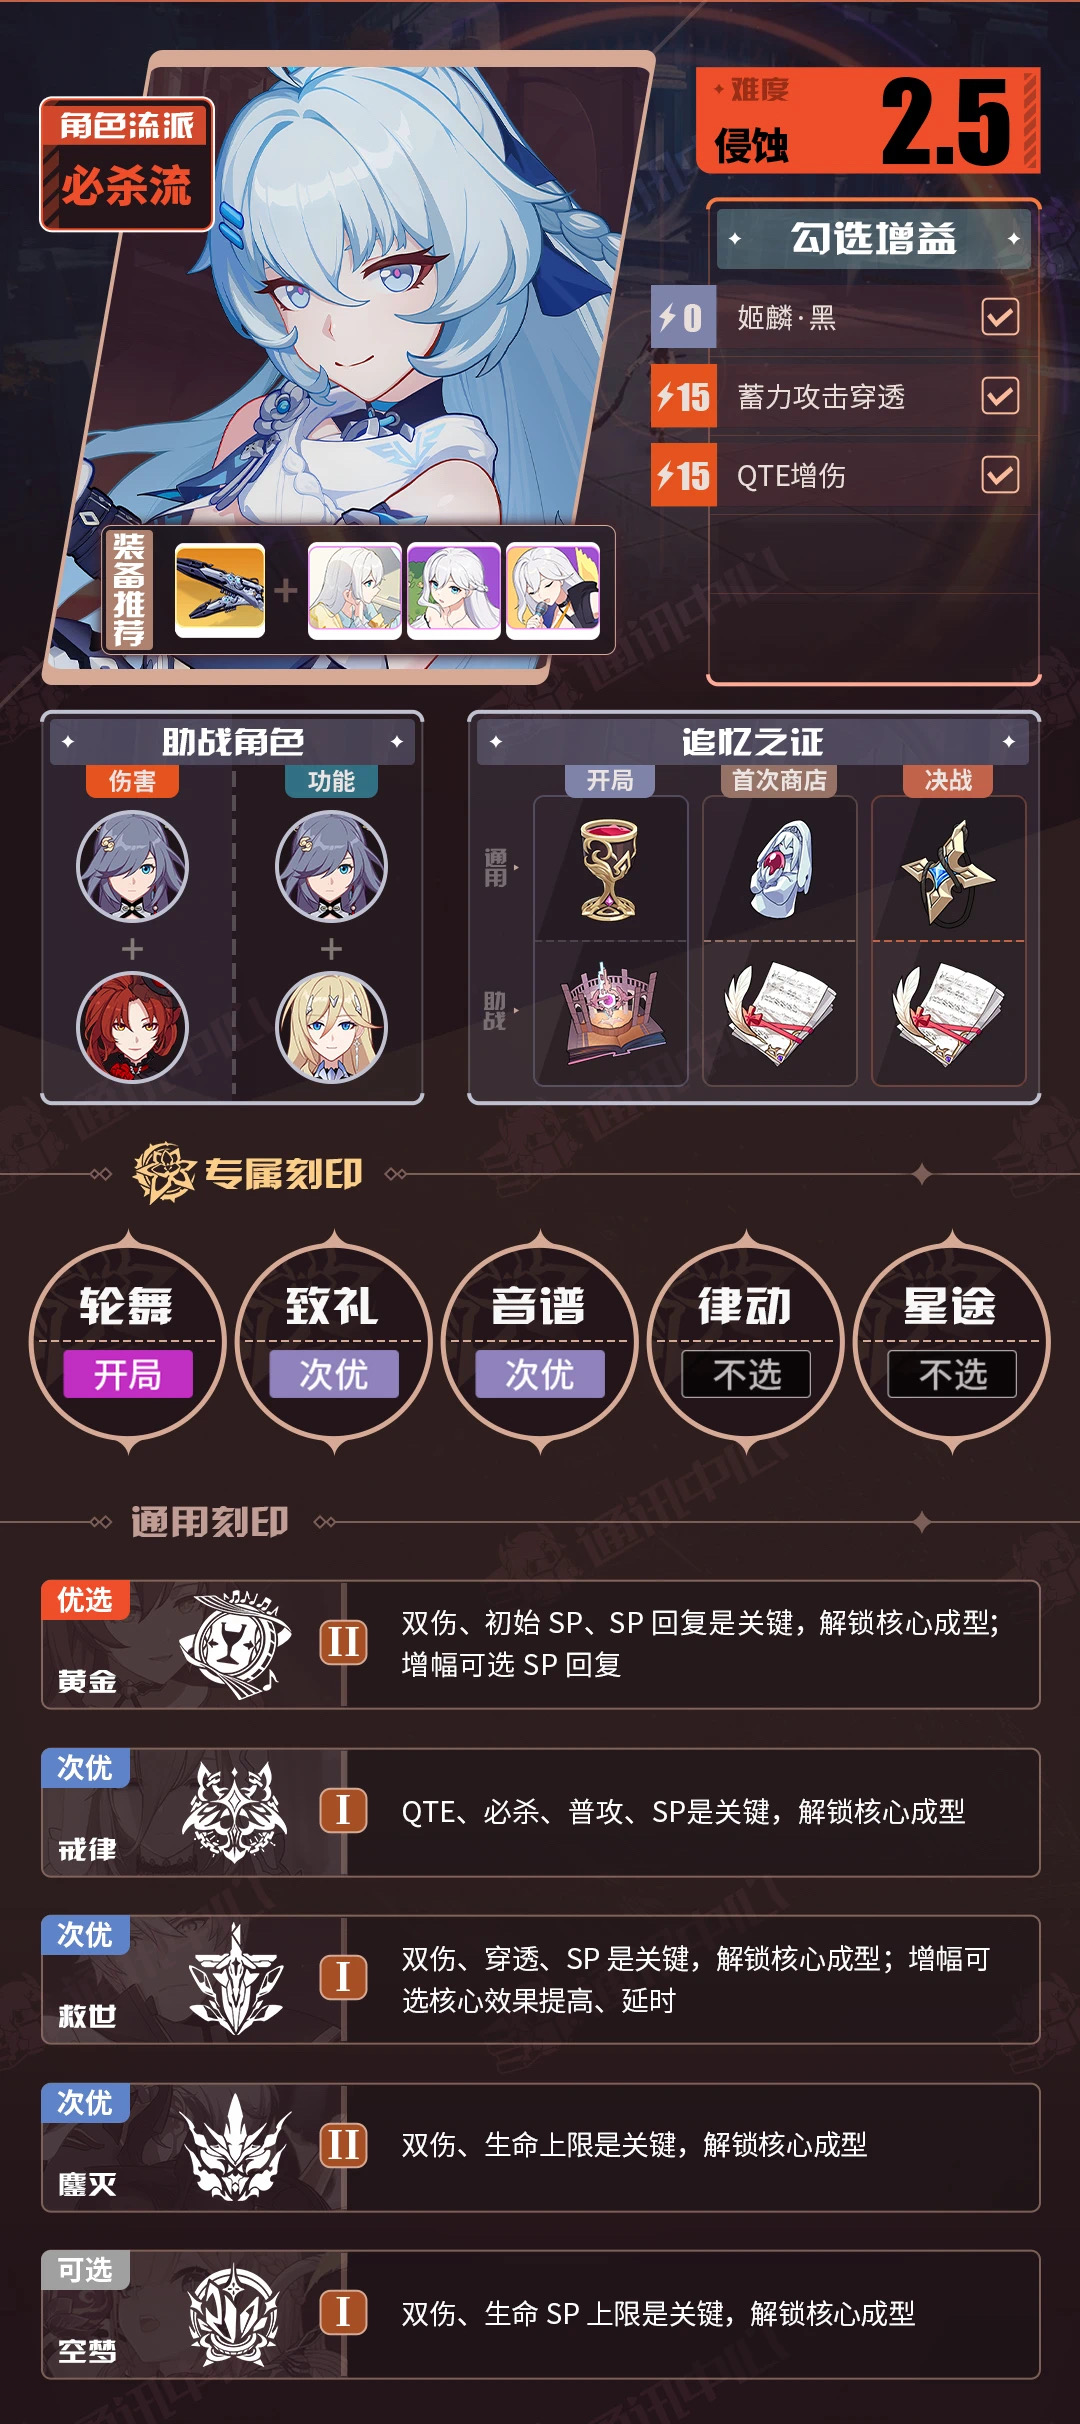 角色流派
必杀流
难度
侵蚀
2.5
勾选增益
0 姬麟·黑
15 蓄力攻击穿透
15 QTE增伤
装备推荐
助战角色
伤害
功能
追忆之证
开局
首次商店
决战
通用
助战
专属刻印
轮舞
开局
致礼
次优
音谱
次优
律动
不选
星途
不选
通用刻印
优选
黄金
II
双伤、初始 SP、SP 回复是关键，解锁核心成型；
增幅可选 SP 回复
次优
戒律
I
QTE、必杀、普攻、SP是关键，解锁核心成型
次优
救世
I
双伤、穿透、SP 是关键，解锁核心成型；增幅可
选核心效果提高、延时
次优
鏖灭
II
双伤、生命上限是关键，解锁核心成型
可选
空梦
I
双伤、生命 SP 上限是关键，解锁核心成型
通讯中心